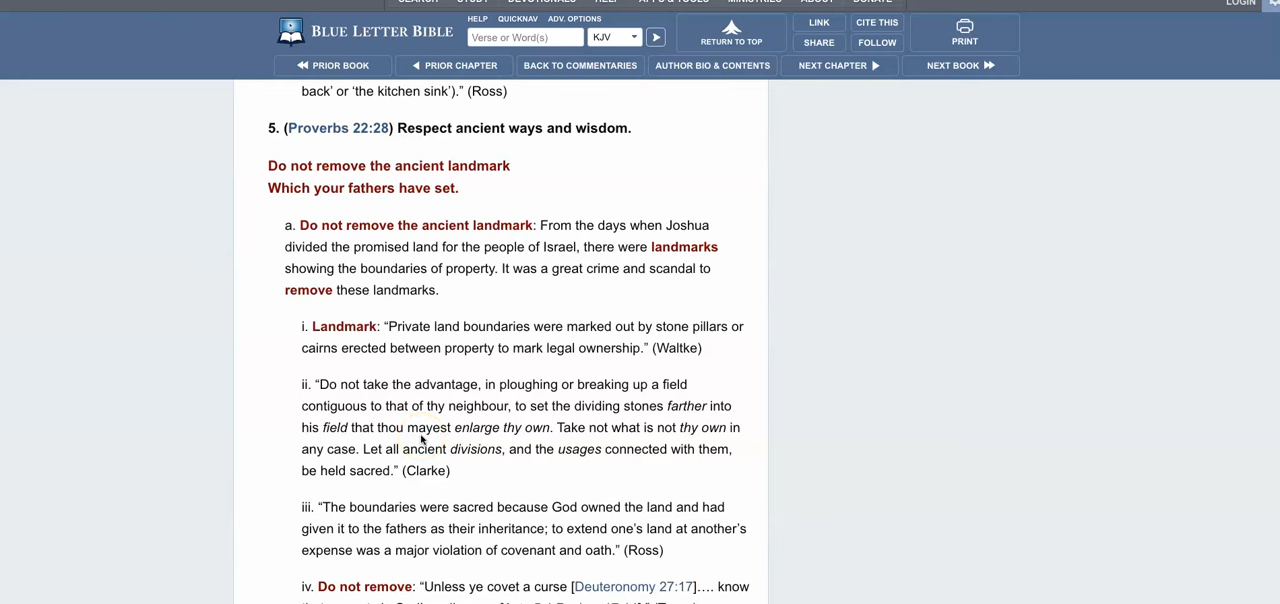 SEARCH STUDY DEVOTIONALS HELP APPS & TOOLS MINISTRIES ABOUT DONATE LOGIN
BLUE LETTER BIBLE
HELP QUICKNAV ADV. OPTIONS
Verse or Word(s) KJV
RETURN TO TOP
LINK CITE THIS
SHARE FOLLOW
PRINT
PRIOR BOOK PRIOR CHAPTER BACK TO COMMENTARIES AUTHOR BIO & CONTENTS NEXT CHAPTER NEXT BOOK
back’ or ‘the kitchen sink’).” (Ross)
5. (Proverbs 22:28) Respect ancient ways and wisdom.
Do not remove the ancient landmark
Which your fathers have set.
a. Do not remove the ancient landmark: From the days when Joshua
divided the promised land for the people of Israel, there were landmarks
showing the boundaries of property. It was a great crime and scandal to
remove these landmarks.
i. Landmark: “Private land boundaries were marked out by stone pillars or
cairns erected between property to mark legal ownership.” (Waltke)
ii. “Do not take the advantage, in ploughing or breaking up a field
contiguous to that of thy neighbour, to set the dividing stones farther into
his field that thou mayest enlarge thy own. Take not what is not thy own in
any case. Let all ancient divisions, and the usages connected with them,
be held sacred.” (Clarke)
iii. “The boundaries were sacred because God owned the land and had
given it to the fathers as their inheritance; to extend one’s land at another’s
expense was a major violation of covenant and oath.” (Ross)
iv. Do not remove: “Unless ye covet a curse [Deuteronomy 27:17]…. know